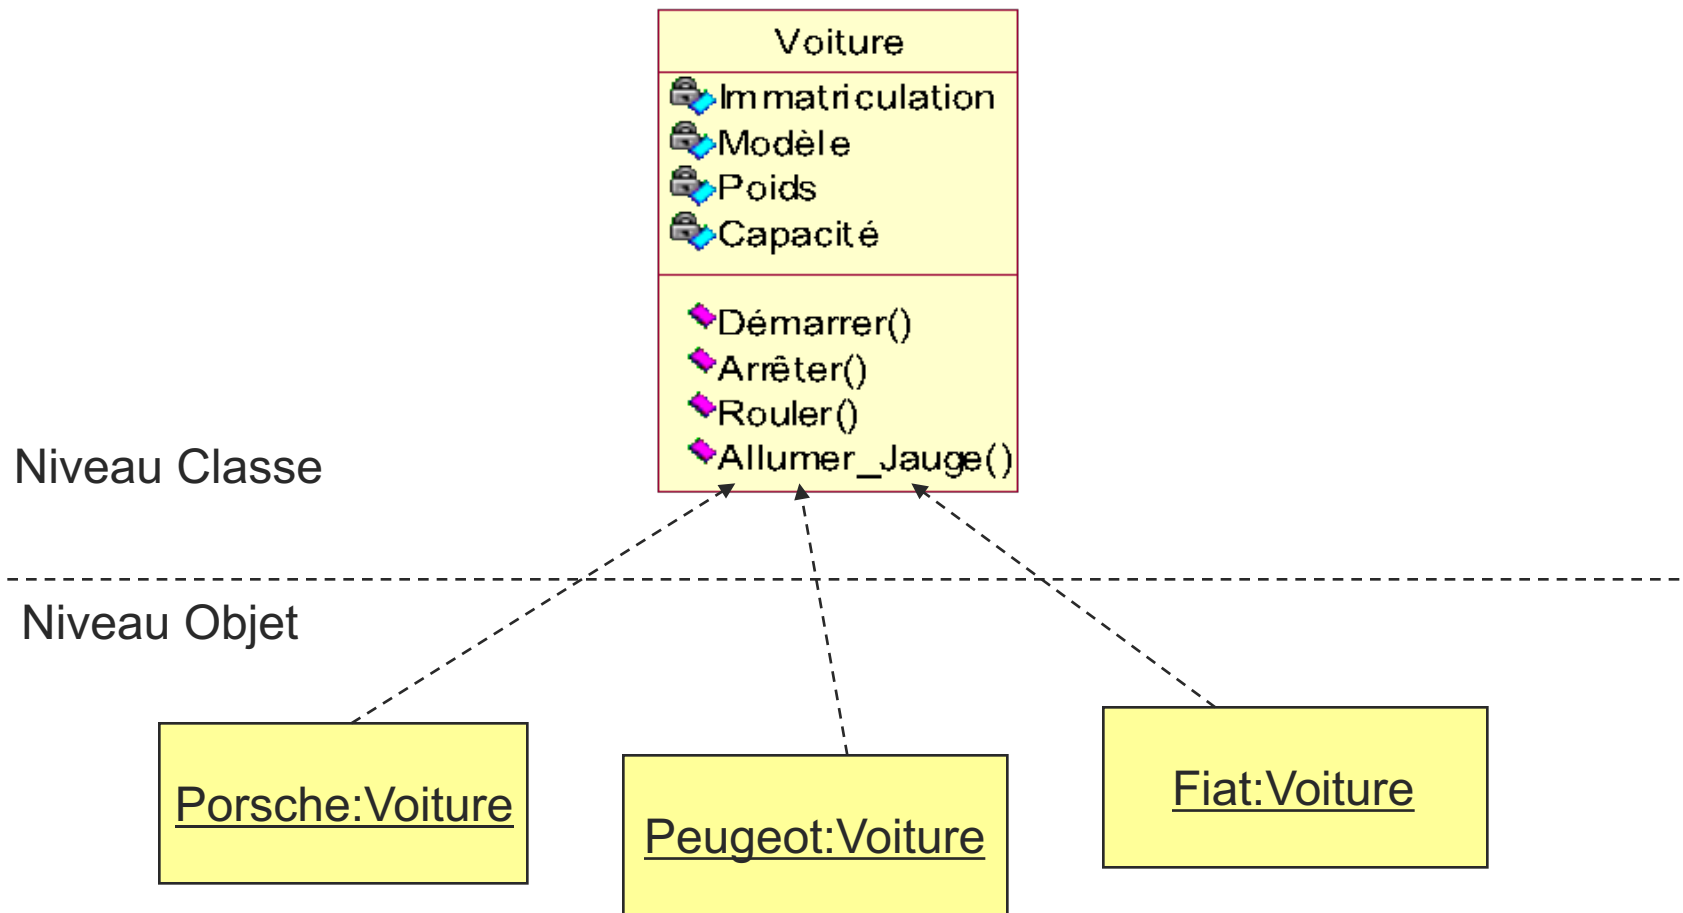 Voiture
Immatriculation
Modèle
Poids
Capacité
Démarrer()
Arrêter()
Rouler()
Allumer_Jauge()
Niveau Classe
Niveau Objet
Porsche:Voiture
Peugeot:Voiture
Fiat:Voiture